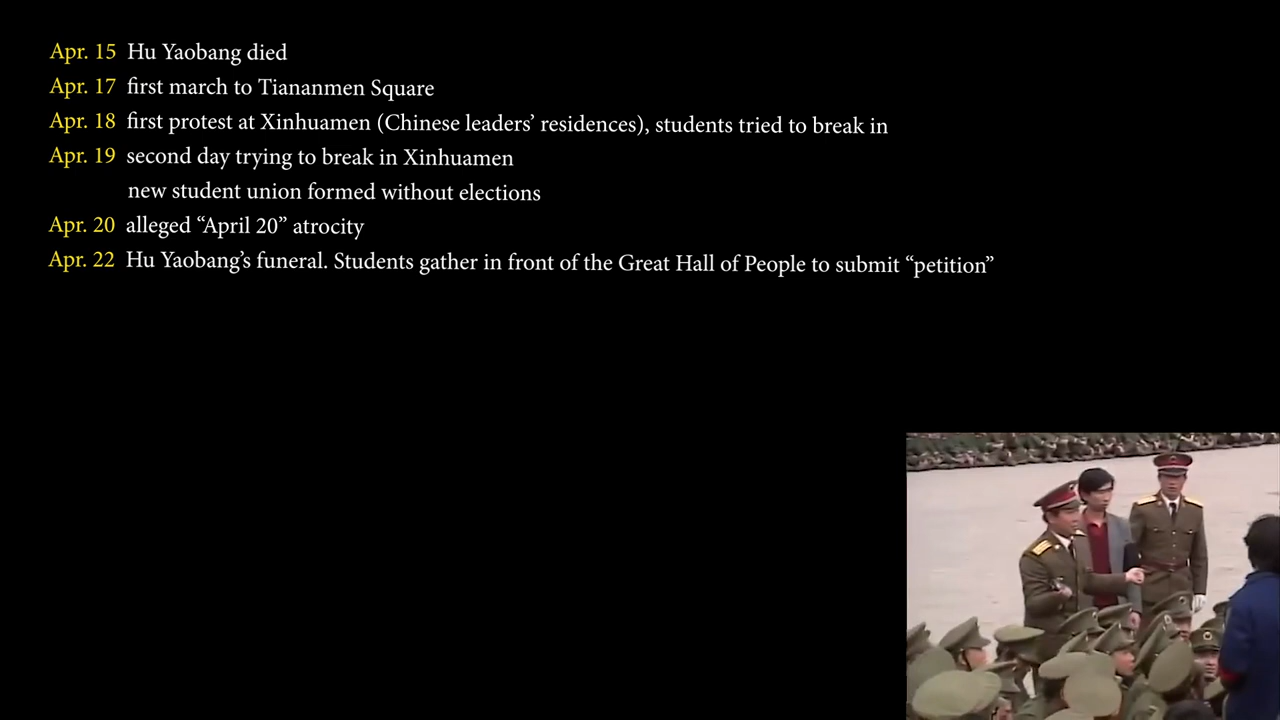 Apr. 15 Hu Yaobang died
Apr. 17 first march to Tiananmen Square
Apr. 18 first protest at Xinhuamen (Chinese leaders’ residences), students tried to break in
Apr. 19 second day trying to break in Xinhuamen
new student union formed without elections
Apr. 20 alleged “April 20” atrocity
Apr. 22 Hu Yaobang’s funeral. Students gather in front of the Great Hall of People to submit “petition”